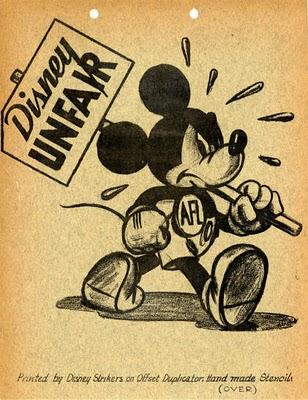 Disney
UNFAIR
AFL
Printed by Disney Strikers on Offset Duplicator. Hand made Stencils
(OVER)